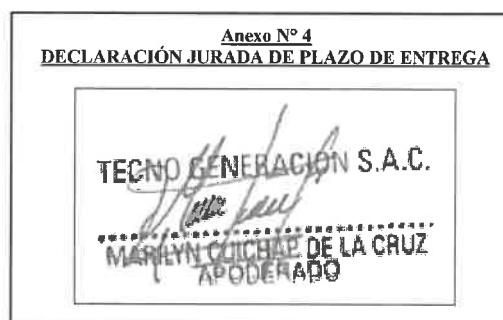 Anexo N° 4
DECLARACIÓN JURADA DE PLAZO DE ENTREGA
TECNO GENERACIÓN S.A.C.
MARILYN CUICHAP DE LA CRUZ
APODERADO